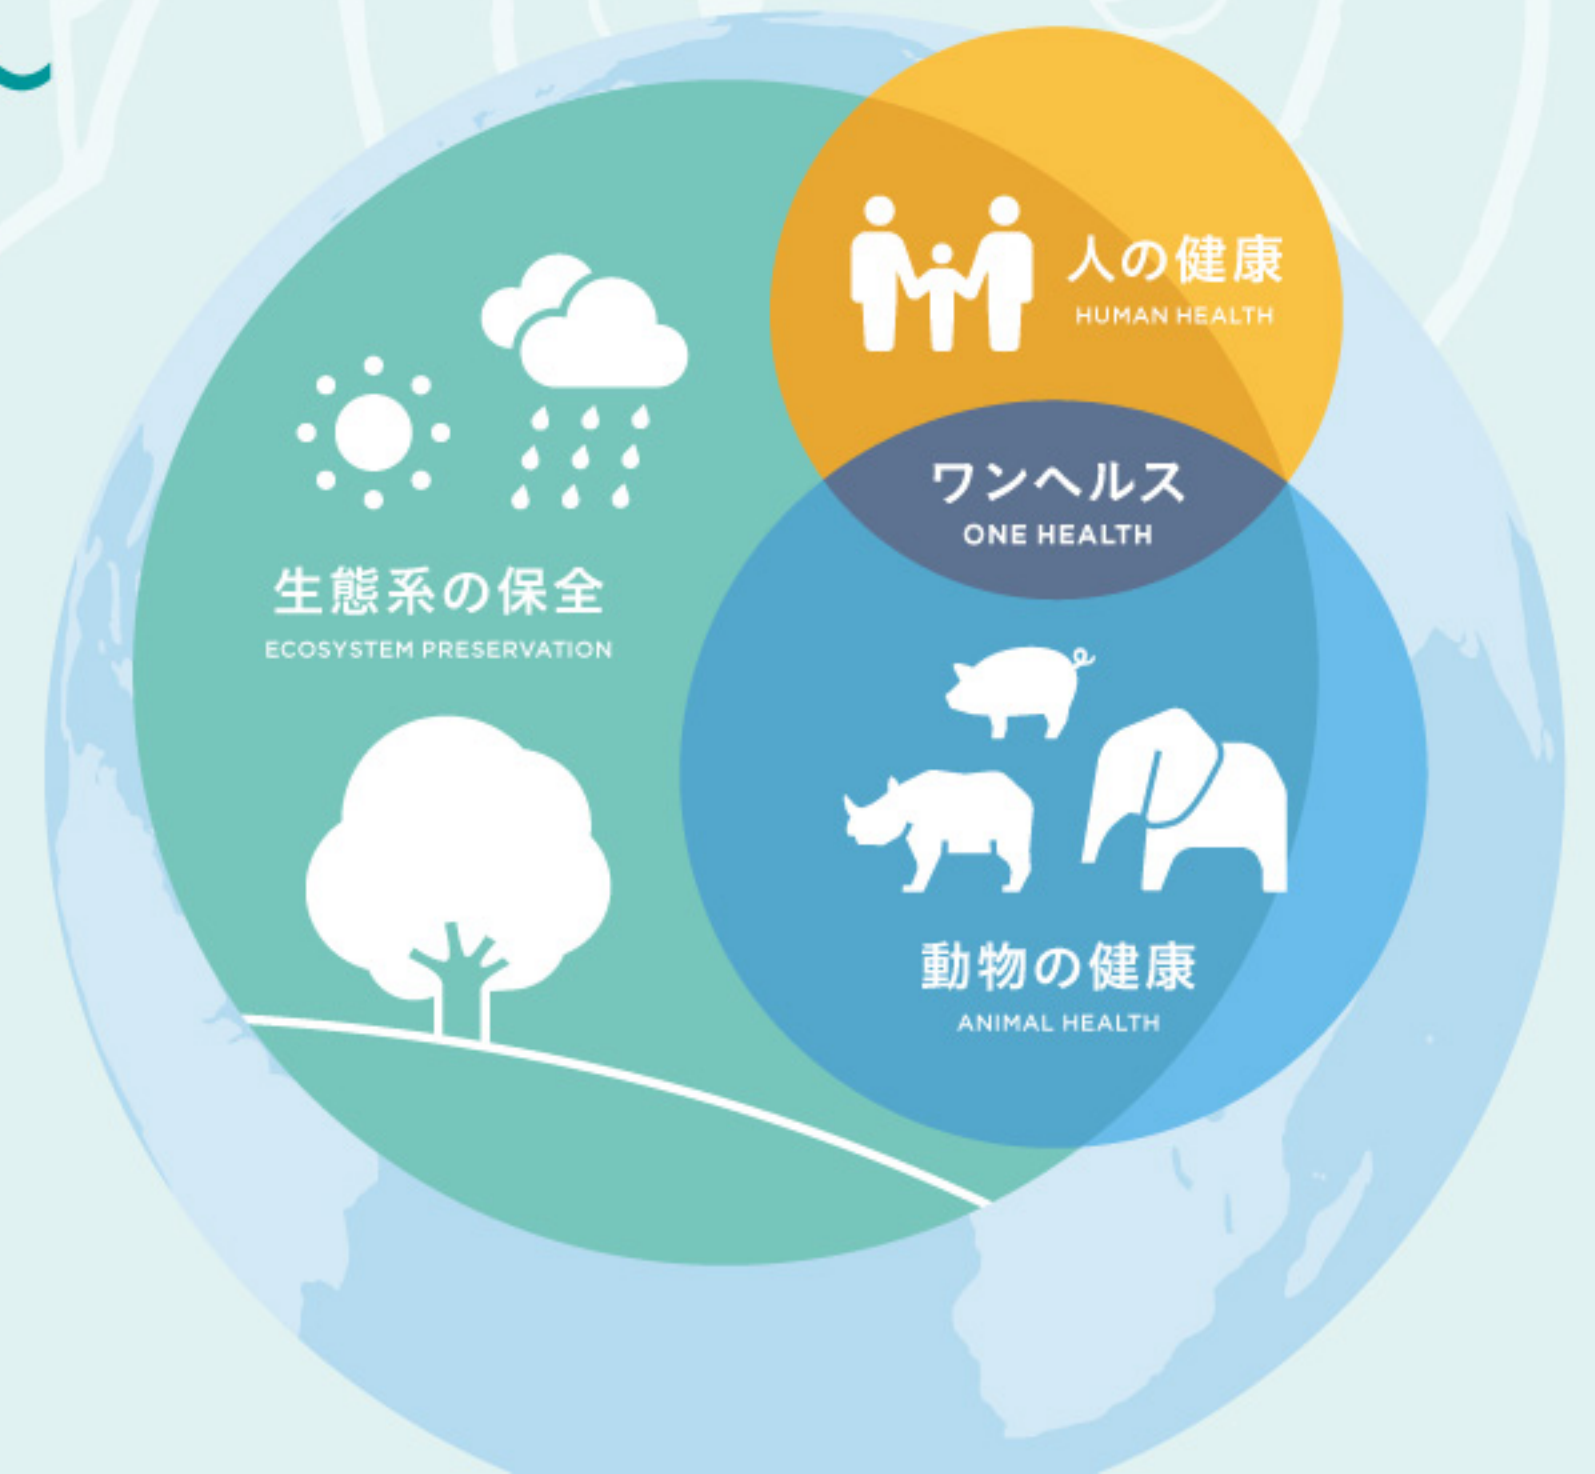 人の健康
HUMAN HEALTH
ワンヘルス
ONE HEALTH
生態系の保全
ECOSYSTEM PRESERVATION
動物の健康
ANIMAL HEALTH